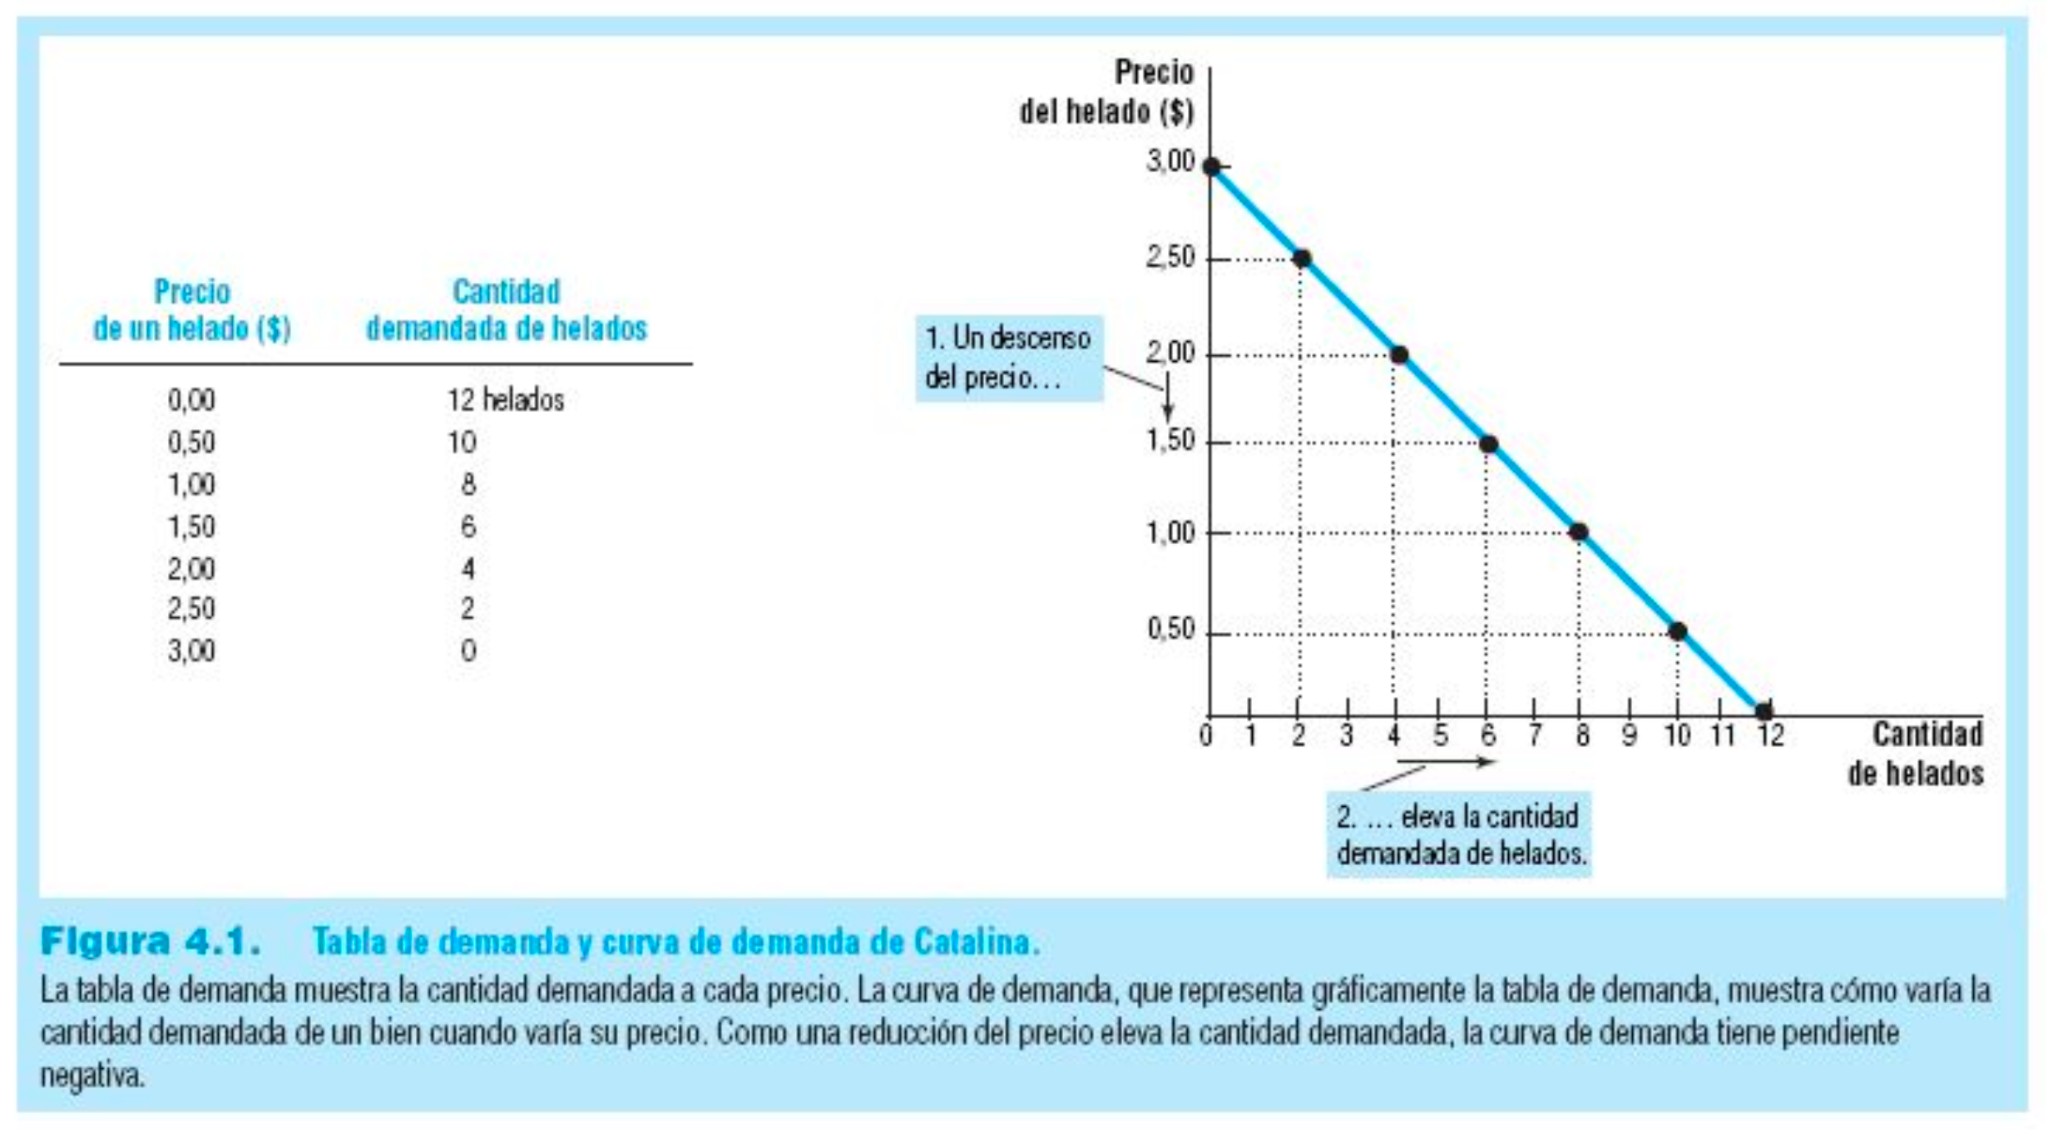 Precio
de un helado ($)
Cantidad
demandada de helados
0,00 12 helados
0,50 10
1,00 8
1,50 6
2,00 4
2,50 2
3,00 0
Precio
del helado ($)
3,00
2,50
2,00
1,50
1,00
0,50
1. Un descenso
del precio…
0 1 2 3 4 5 6 7 8 9 10 11 12
Cantidad
de helados
2. … eleva la cantidad
demandada de helados.
Figura 4.1. Tabla de demanda y curva de demanda de Catalina.
La tabla de demanda muestra la cantidad demandada a cada precio. La curva de demanda, que representa gráficamente la tabla de demanda, muestra cómo varía la
cantidad demandada de un bien cuando varía su precio. Como una reducción del precio eleva la cantidad demandada, la curva de demanda tiene pendiente
negativa.